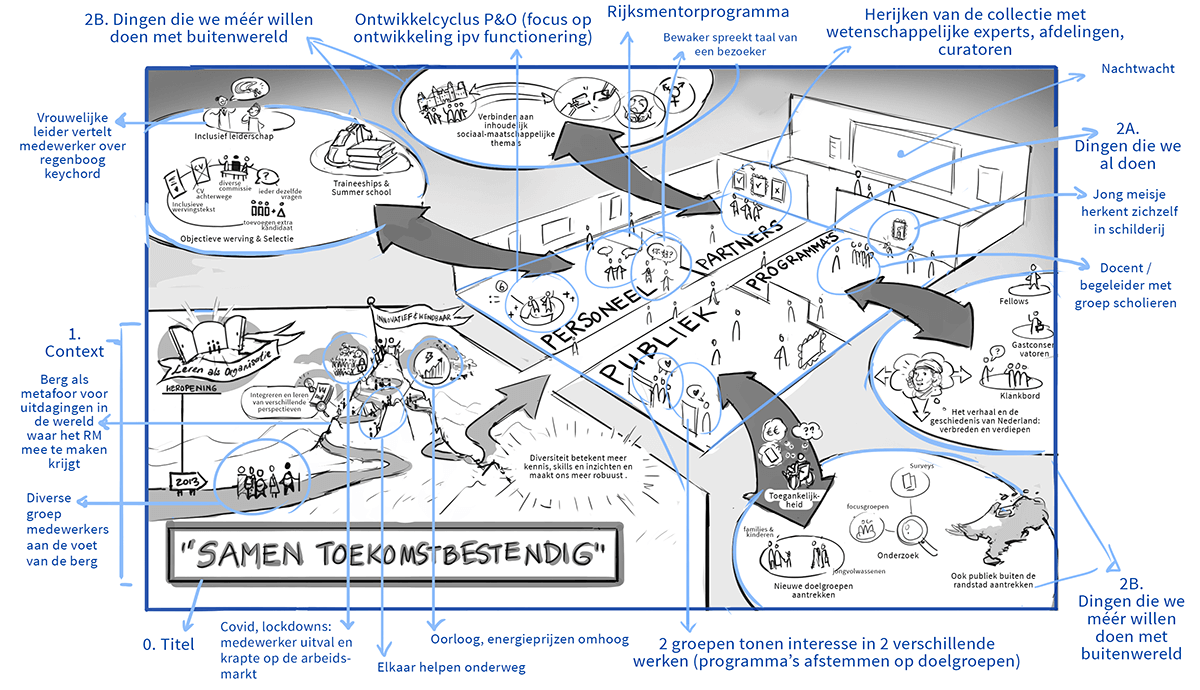 2B. Dingen die we méér willen
doen met buitenwereld
Ontwikkelcyclus P&O (focus op
ontwikkeling ipv functionering)
Rijksmentorprogramma
Bewaker spreekt taal van
een bezoeker
Herijken van de collectie met
wetenschappelijke experts, afdelingen,
curatoren
Nachtwacht
2A.
Dingen die we
al doen
Jong meisje
herkent zichzelf
in schilderij
Docent /
begeleider met
groep scholieren
Vrouwelijke
leider vertelt
medewerker over
regenboog
keychord
Inclusief leiderschap
CV
CV
achterwege
diverse
commissie
ieder dezelfde
vragen
Inclusieve
wervingstekst
toevoegen extra
kandidaat
Objectieve werving & Selectie
Traineeships &
Summer school
Verbinden aan
inhoudelijk
sociaal-maatschappelijke
thema's
6
PERSONEEL
PARTNERS
PUBLIEK
PROGRAMMA'S
Fellows
Gastconser
vatoren
Klankbord
Het verhaal en de
geschiedenis van Nederland:
verbreden en verdiepen
1.
Context
Berg als
metafoor voor
uitdagingen in
de wereld
waar het RM
mee te maken
krijgt
Diverse
groep
medewerkers
aan de voet
van de berg
INNOVATIEF & WENDBAAR
Leren als Organisatie
HEROPENING
Integreren en leren
van verschillende
perspectieven
W
2013
Diversiteit betekent meer
kennis, skills en inzichten en
maakt ons meer robuust .
"SAMEN TOEKOMSTBESTENDIG"
€€
??
Toegankelijk-
heid
Surveys
focusgroepen
Onderzoek
families &
kinderen
jongvolwassenen
Nieuwe doelgroepen
aantrekken
Ook publiek buiten de
randstad aantrekken
0. Titel
Covid, lockdowns:
medewerker uitval en
krapte op de arbeids-
markt
Elkaar helpen onderweg
Oorloog, energieprijzen omhoog
2 groepen tonen interesse in 2 verschillende
werken (programma's afstemmen op doelgroepen)
2B.
Dingen die we
méér willen
doen met
buitenwereld